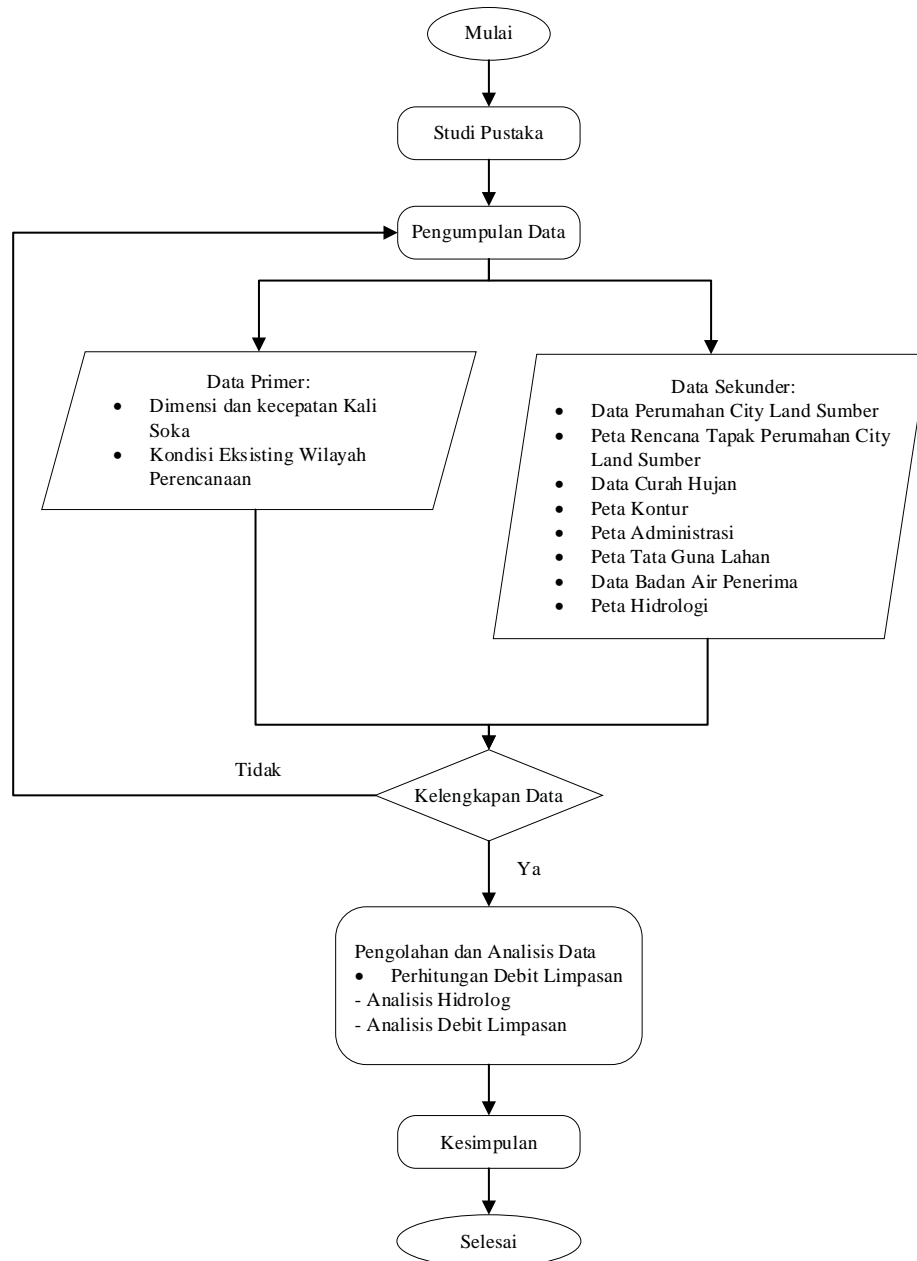 Mulai
Studi Pustaka
Pengumpulan Data
Data Primer:
• Dimensi dan kecepatan Kali
Soka
• Kondisi Eksisting Wilayah
Perencanaan
Data Sekunder:
• Data Perumahan City Land Sumber
• Peta Rencana Tapak Perumahan City
Land Sumber
• Data Curah Hujan
• Peta Kontur
• Peta Administrasi
• Peta Tata Guna Lahan
• Data Badan Air Penerima
• Peta Hidrologi
Tidak
Kelengkapan Data
Ya
Pengolahan dan Analisis Data
• Perhitungan Debit Limpasan
- Analisis Hidrolog
- Analisis Debit Limpasan
Kesimpulan
Selesai